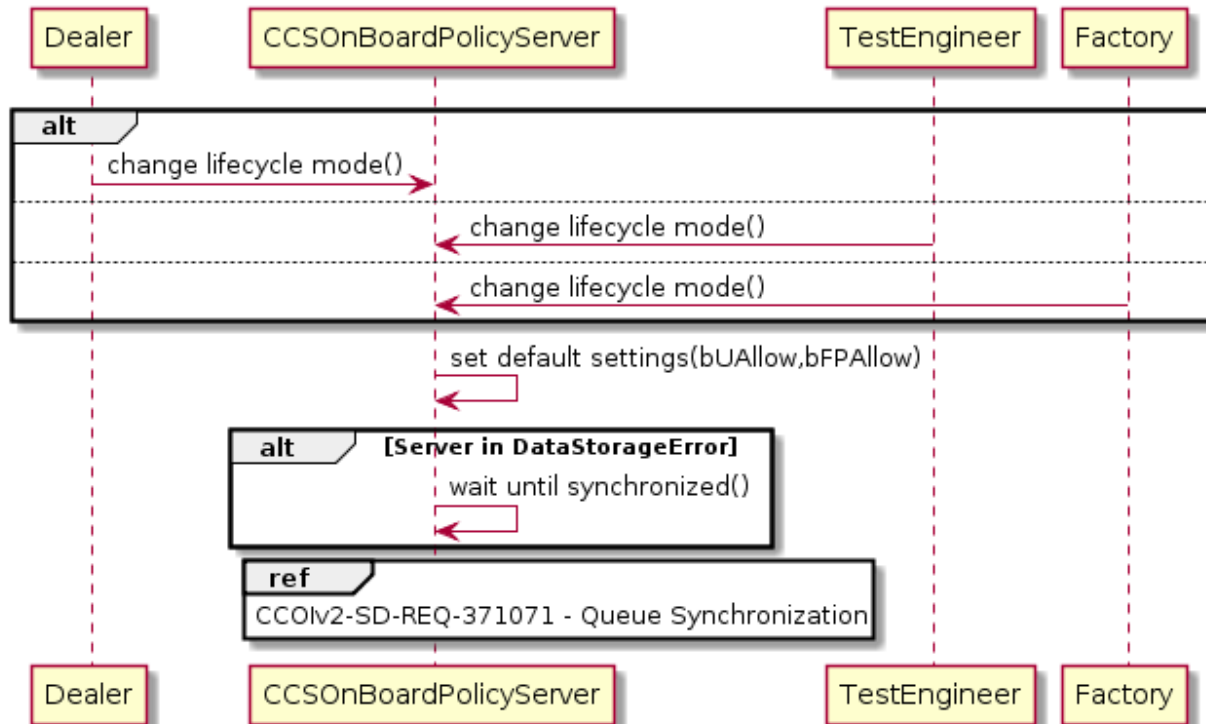 Dealer
CCSOnBoardPolicyServer
TestEngineer
Factory
alt
change lifecycle mode()
change lifecycle mode()
change lifecycle mode()
set default settings(bUAllow,bFPAllow)
alt [Server in DataStorageError]
wait until synchronized()
ref
CCOIv2-SD-REQ-371071 - Queue Synchronization
Dealer
CCSOnBoardPolicyServer
TestEngineer
Factory